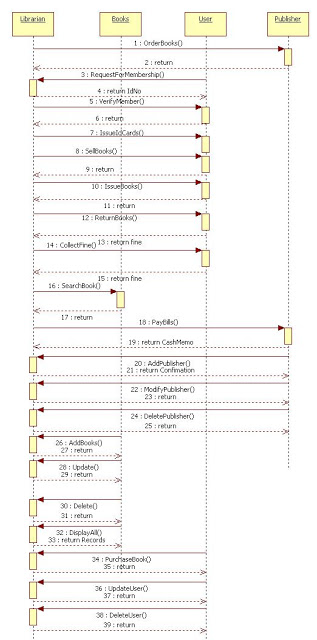 Librarian
Books
User
Publisher
1 : OrderBooks()
2 : return
3 : RequestForMembership()
4 : return IdNo
5 : VerifyMember()
6 : return
7 : IssueIdCards()
8 : SellBooks()
9 : return
10 : IssueBooks()
11 : return
12 : ReturnBooks()
13 : return fine
14 : CollectFine()
15 : return fine
16 : SearchBook()
17 : return
18 : PayBills()
19 : return CashMemo
20 : AddPublisher()
21 : return Confimation
22 : ModifyPublisher()
23 : return
24 : DeletePublisher()
25 : return
26 : AddBooks()
27 : return
28 : Update()
29 : return
30 : Delete()
31 : return
32 : DisplayAll()
33 : return Records
34 : PurcHaseBook()
35 : return
36 : UpdateUser()
37 : return
38 : DeleteUser()
39 : return